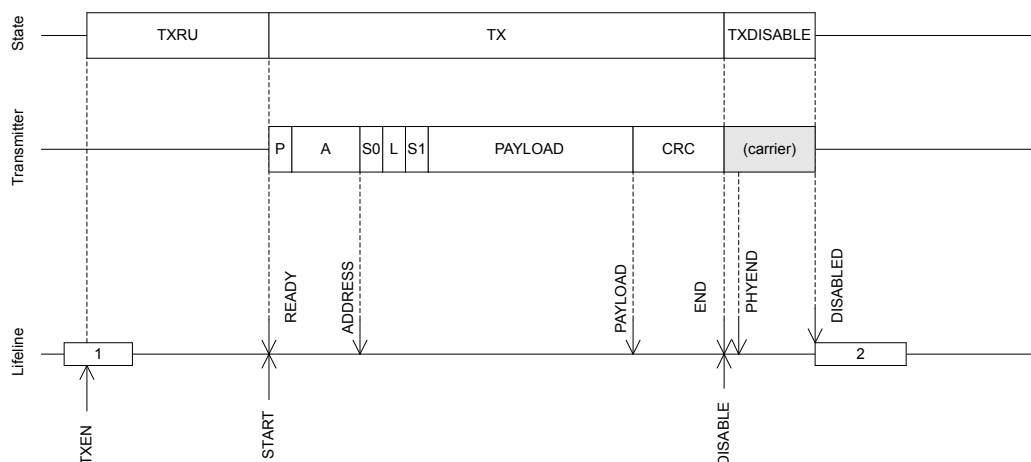 State
TXRU
TX
TXDISABLE
Transmitter
P
A
S0
L
S1
PAYLOAD
CRC
(carrier)
READY
ADDRESS
PAYLOAD
END
PHYEND
DISABLED
Lifeline
1
2
TXEN
START
DISABLE